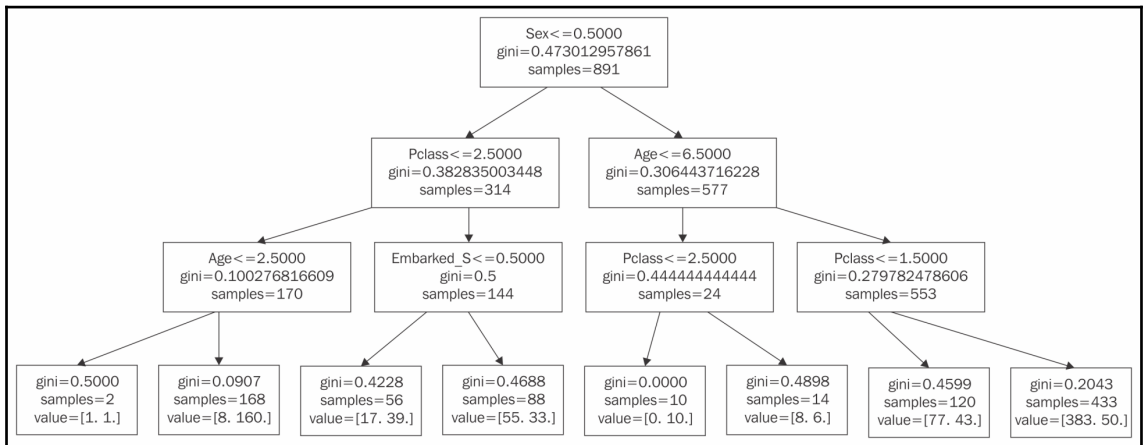 Sex<=0.5000
gini=0.473012957861
samples=891
Pclass<=2.5000
gini=0.382835003448
samples=314
Age<=6.5000
gini=0.306443716228
samples=577
Age<=2.5000
gini=0.100276816609
samples=170
Embarked_S<=0.5000
gini=0.5
samples=144
Pclass<=2.5000
gini=0.444444444444
samples=24
Pclass<=1.5000
gini=0.279782478606
samples=553
gini=0.5000
samples=2
value=[1. 1.]
gini=0.0907
samples=168
value=[8. 160.]
gini=0.4228
samples=56
value=[17. 39.]
gini=0.4688
samples=88
value=[55. 33.]
gini=0.0000
samples=10
value=[0. 10.]
gini=0.4898
samples=14
value=[8. 6.]
gini=0.4599
samples=120
value=[77. 43.]
gini=0.2043
samples=433
value=[383. 50.]